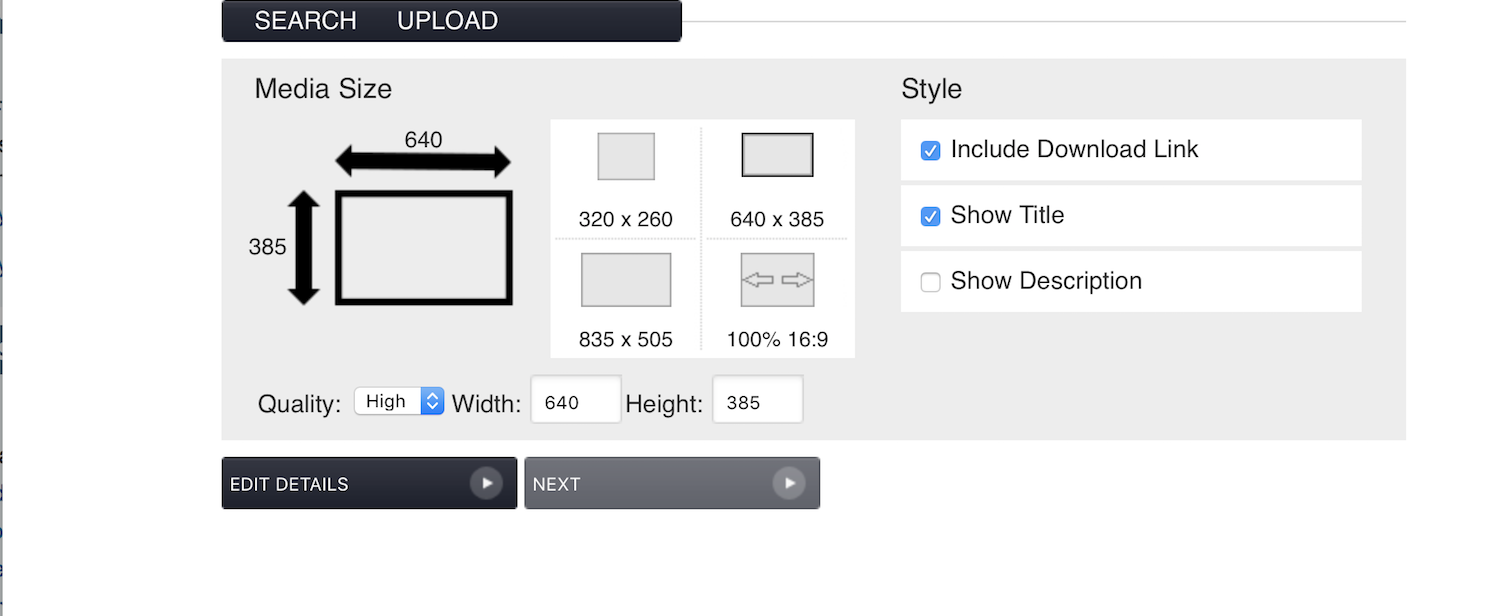 SEARCH UPLOAD
Media Size
640
385
320 x 260
640 x 385
835 x 505
100% 16:9
Quality: High Width: 640 Height: 385
Style
Include Download Link
Show Title
Show Description
EDIT DETAILS
NEXT